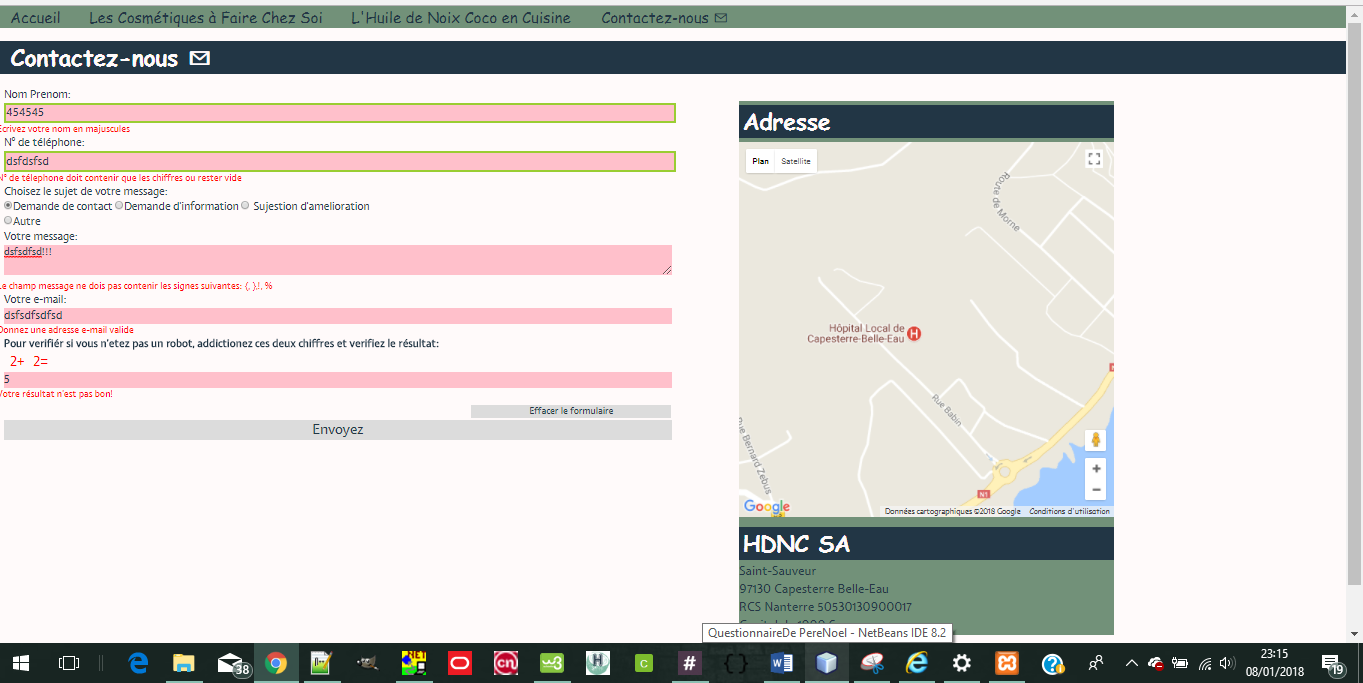 Accueil Les Cosmétiques à Faire Chez Soi L'Huile de Noix Coco en Cuisine Contactez-nous
Contactez-nous
Nom Prenom:
454545
Ecrivez votre nom en majuscules
N° de téléphone:
dsfdsfsd
N° de télephone doit contenir que les chiffres ou rester vide
Choisez le sujet de votre message:
Demande de contact Demande d'information Sujestion d'amelioration
Autre
Votre message:
dsfsdfsd!!!
Le champ message ne dois pas contenir les signes suivantes: {, },!, %
Votre e-mail:
dsfsdfsdfsd
Donnez une adresse e-mail valide
Pour verifiér si vous n'etez pas un robot, addictionez ces deux chiffres et verifiez le résultat:
2+ 2=
5
Votre résultat n'est pas bon!
Effacer le formulaire
Envoyez
Adresse
Plan Satellite
Route de Morne
Hôpital Local de
Capesterre-Belle-Eau
H
Rue Babin
Rue Bernard Zebus
N1
Google
Données cartographiques ©2018 Google Conditions d'utilisation
HDNC SA
Saint-Sauveur
97130 Capesterre Belle-Eau
RCS Nanterre 50530130900017
QuestionnaireDe PereNoel - NetBeans IDE 8.2
38
23:15
08/01/2018
19